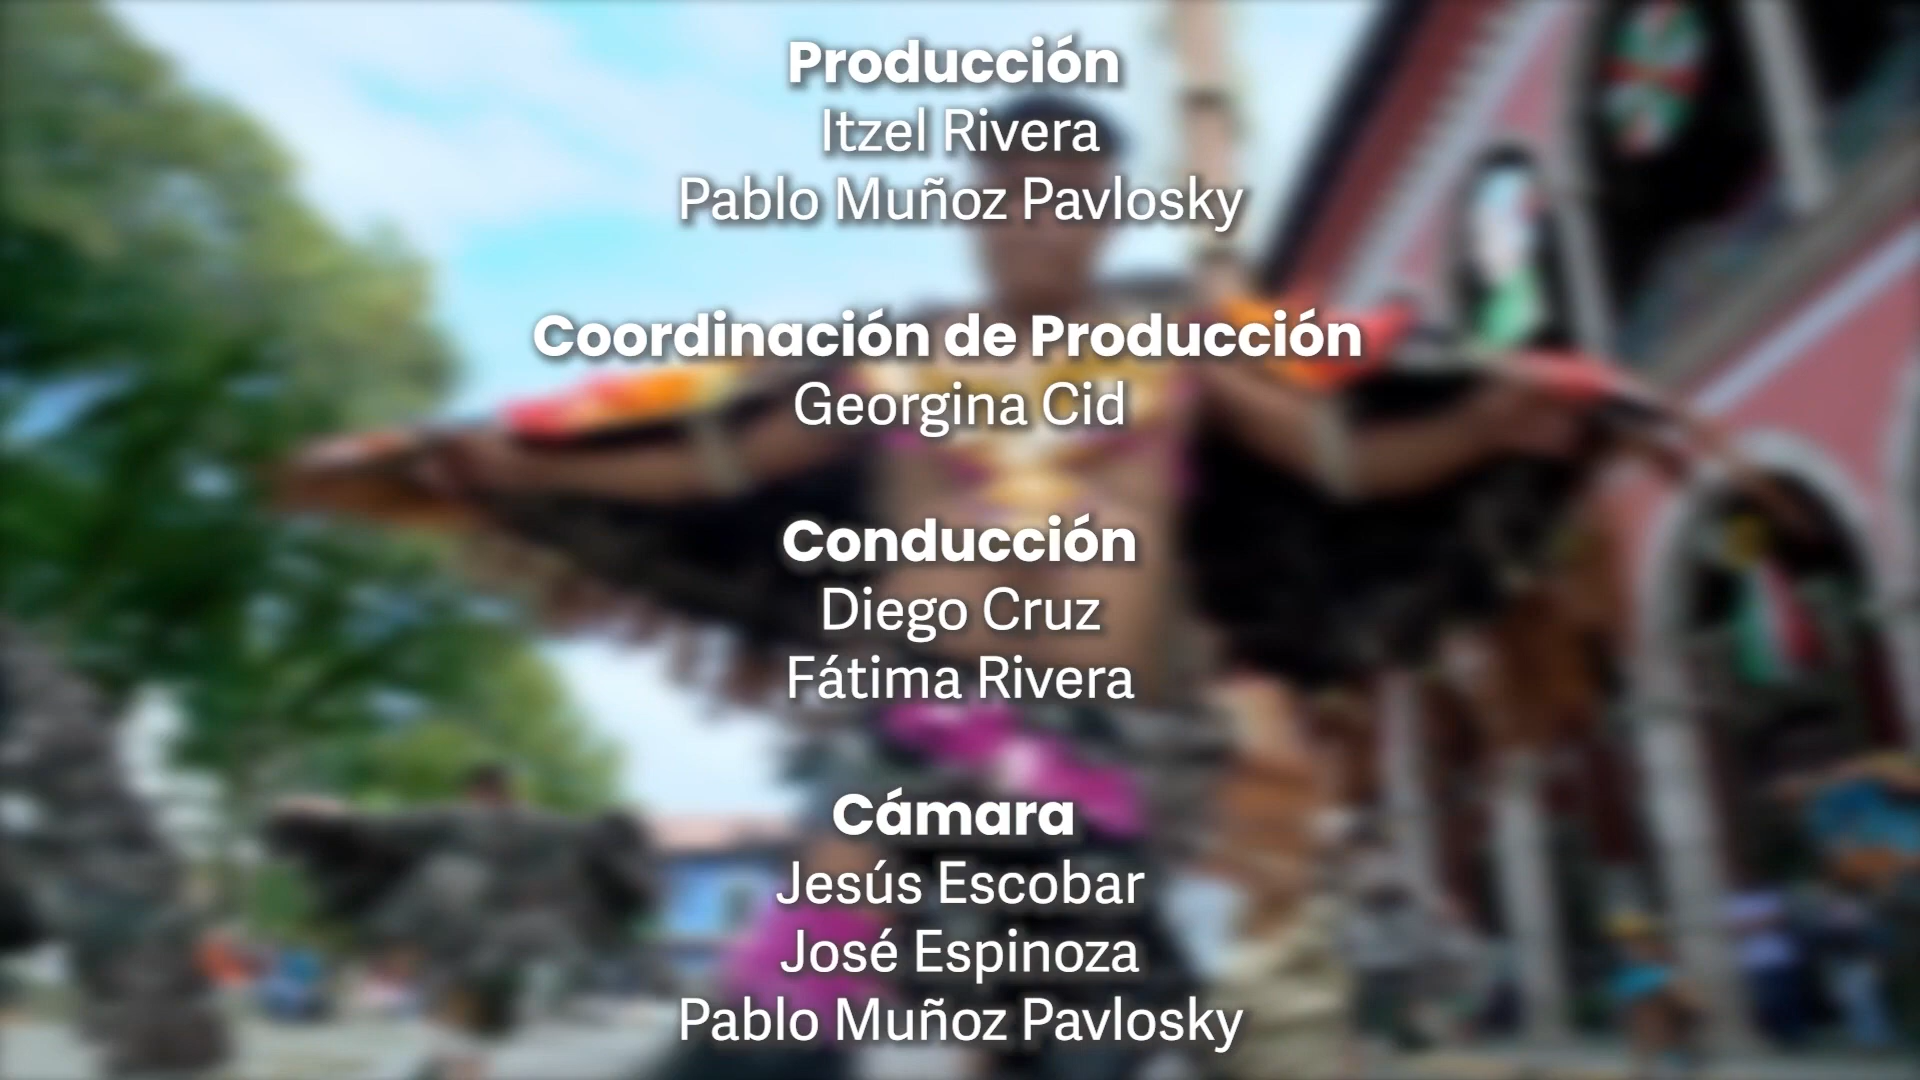 Producción
Itzel Rivera
Pablo Muñoz Pavlosky
Coordinación de Producción
Georgina Cid
Conducción
Diego Cruz
Fátima Rivera
Cámara
Jesús Escobar
José Espinoza
Pablo Muñoz Pavlosky